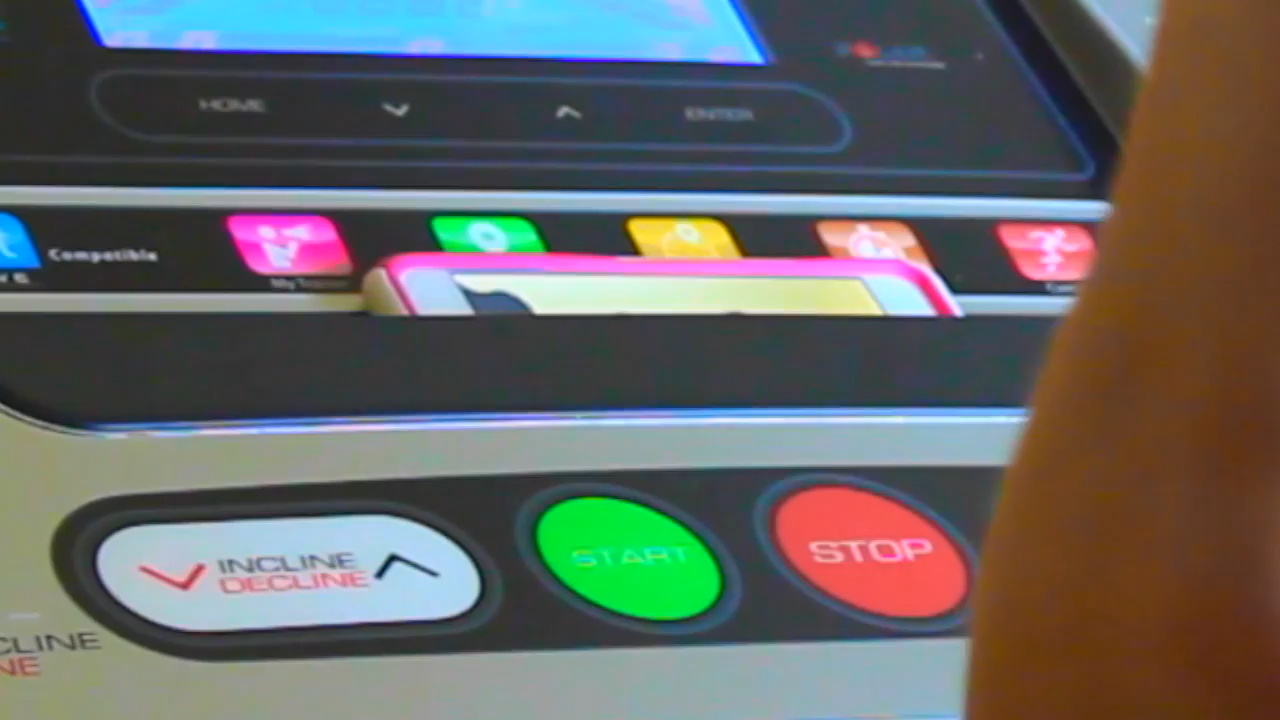 HOME
ENTER
Compatible
INCLINE
DECLINE
START
STOP
CLINE
NE